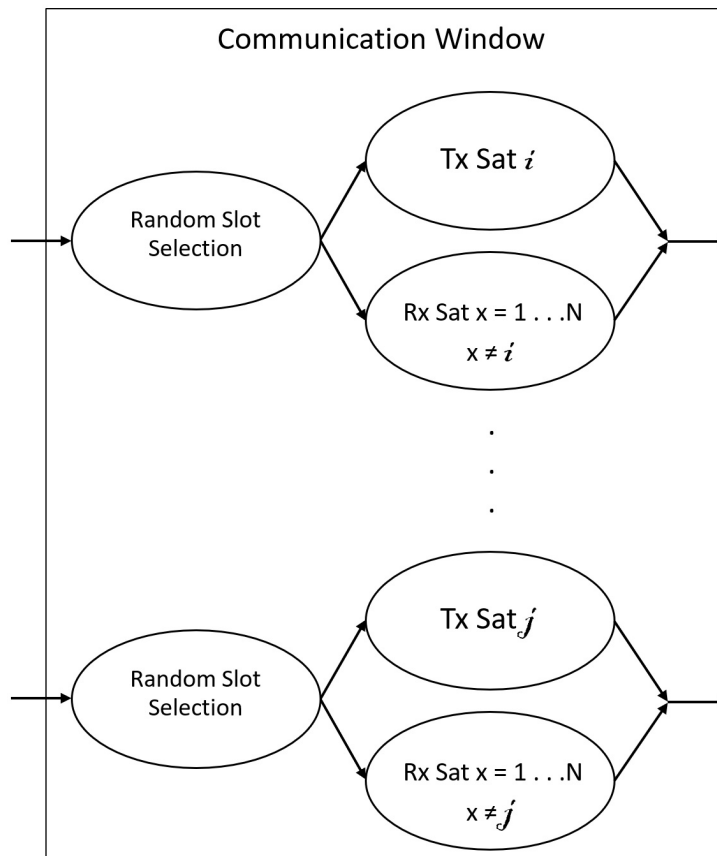 Communication Window
Tx Sat 𝒾
Random Slot
Selection
Rx Sat x = 1 . . .N
x ≠ 𝒾
.
.
.
Tx Sat 𝒿
Random Slot
Selection
Rx Sat x = 1 . . .N
x ≠ 𝒿